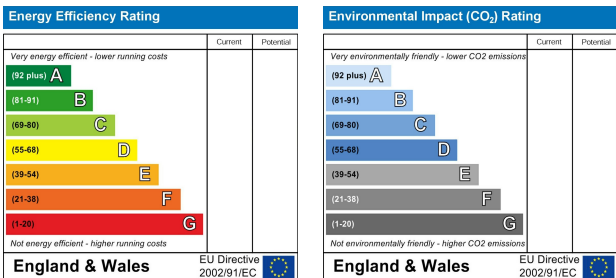 Energy Efficiency Rating
Current Potential
Very energy efficient - lower running costs
(92 plus) A
(81-91) B
(69-80) C
(55-68) D
(39-54) E
(21-38) F
(1-20) G
Not energy efficient - higher running costs
England & Wales
EU Directive
2002/91/EC
Environmental Impact (CO₂) Rating
Current Potential
Very environmentally friendly - lower CO2 emissions
(92 plus) A
(81-91) B
(69-80) C
(55-68) D
(39-54) E
(21-38) F
(1-20) G
Not environmentally friendly - higher CO2 emissions
England & Wales
EU Directive
2002/91/EC